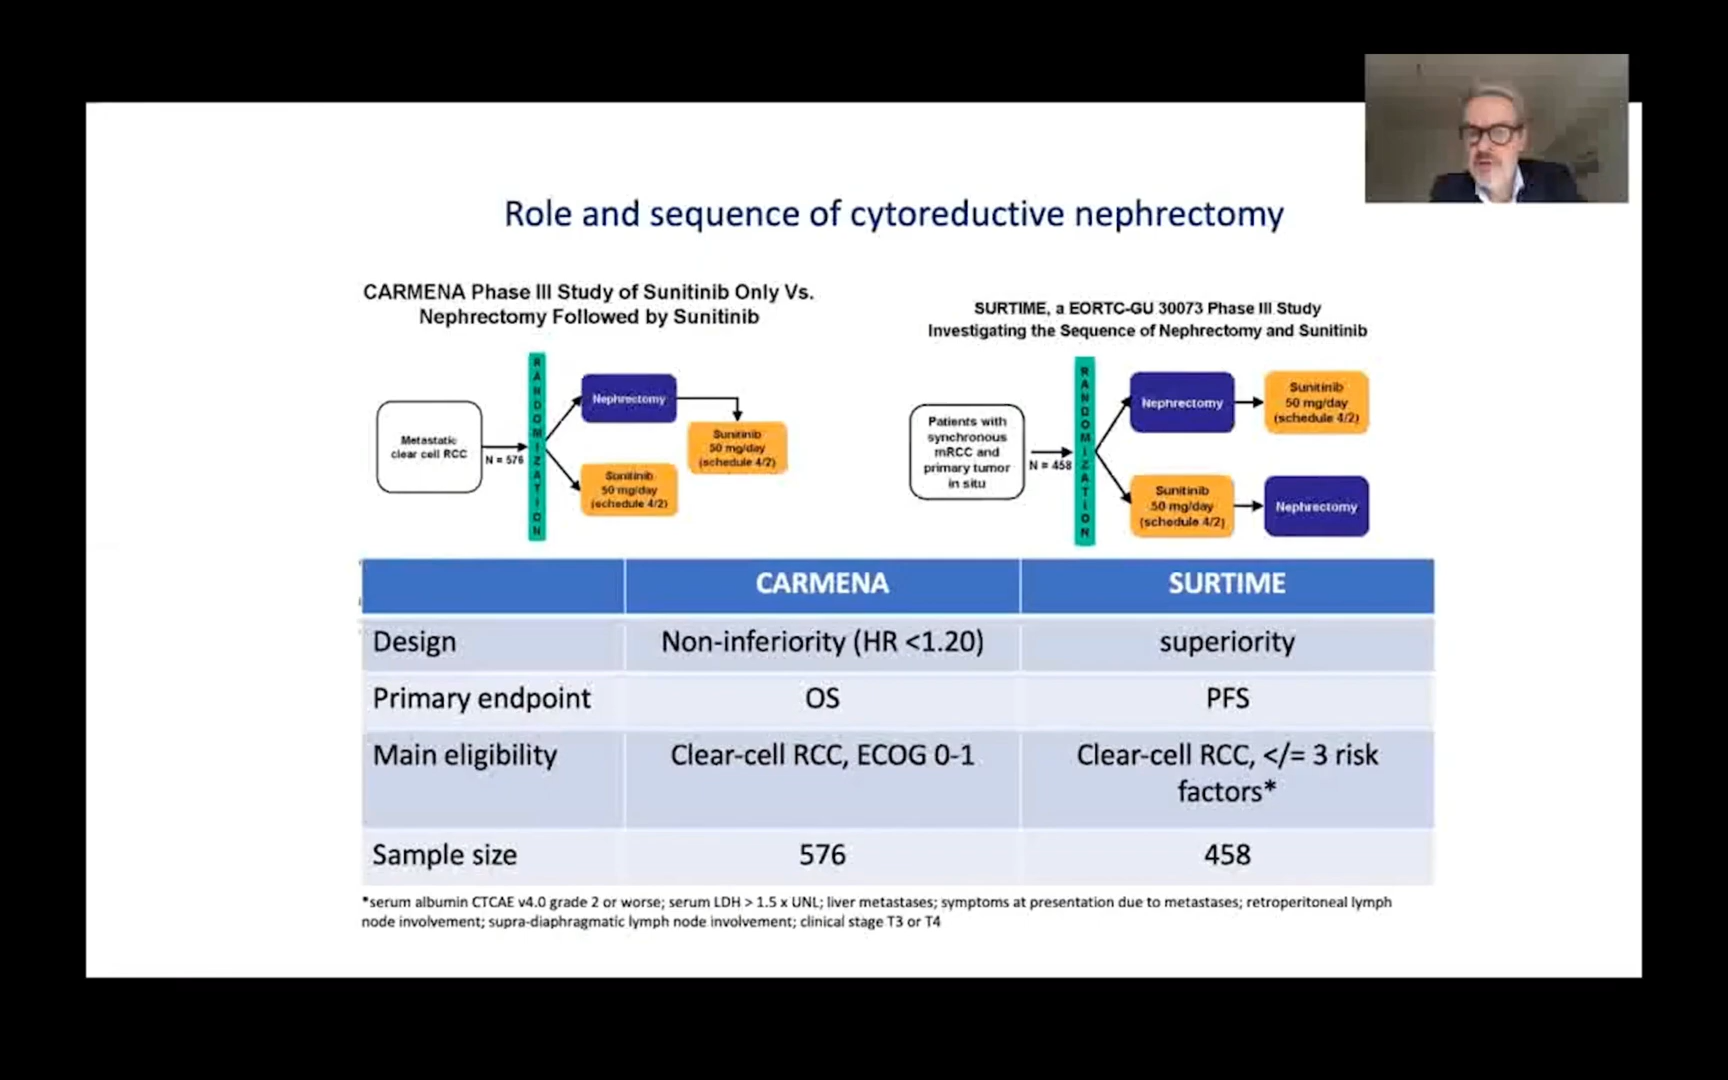 Role and sequence of cytoreductive nephrectomy
CARMENA Phase III Study of Sunitinib Only Vs.
Nephrectomy Followed by Sunitinib
Metastatic
clear cell RCC
N = 576
RANDOMIZATION
Nephrectomy
Sunitinib
50 mg/day
(schedule 4/2)
Sunitinib
50 mg/day
(schedule 4/2)
SURTIME, a EORTC-GU 30073 Phase III Study
Investigating the Sequence of Nephrectomy and Sunitinib
Patients with
synchronous
mRCC and
primary tumor
in situ
N = 458
RANDOMIZATION
Nephrectomy
Sunitinib
50 mg/day
(schedule 4/2)
Sunitinib
50 mg/day
(schedule 4/2)
Nephrectomy
CARMENA SURTIME
Design Non-inferiority (HR <1.20) superiority
Primary endpoint OS PFS
Main eligibility Clear-cell RCC, ECOG 0-1 Clear-cell RCC, </= 3 risk
factors*
Sample size 576 458
*serum albumin CTCAE v4.0 grade 2 or worse; serum LDH > 1.5 x UNL; liver metastases; symptoms at presentation due to metastases; retroperitoneal lymph
node involvement; supra-diaphragmatic lymph node involvement; clinical stage T3 or T4